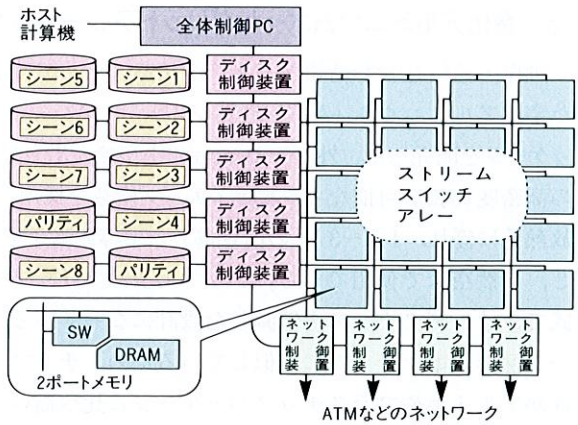 ホスト
計算機
全体制御PC
シーン5
シーン1
ディスク
制御装置
シーン6
シーン2
ディスク
制御装置
シーン7
シーン3
ディスク
制御装置
パリティ
シーン4
ディスク
制御装置
シーン8
パリティ
ディスク
制御装置
ストリーム
スイッチ
アレー
SW
DRAM
2ポートメモリ
ネットワーク制御装置
ネットワーク制御装置
ネットワーク制御装置
ネットワーク制御装置
ATMなどのネットワーク